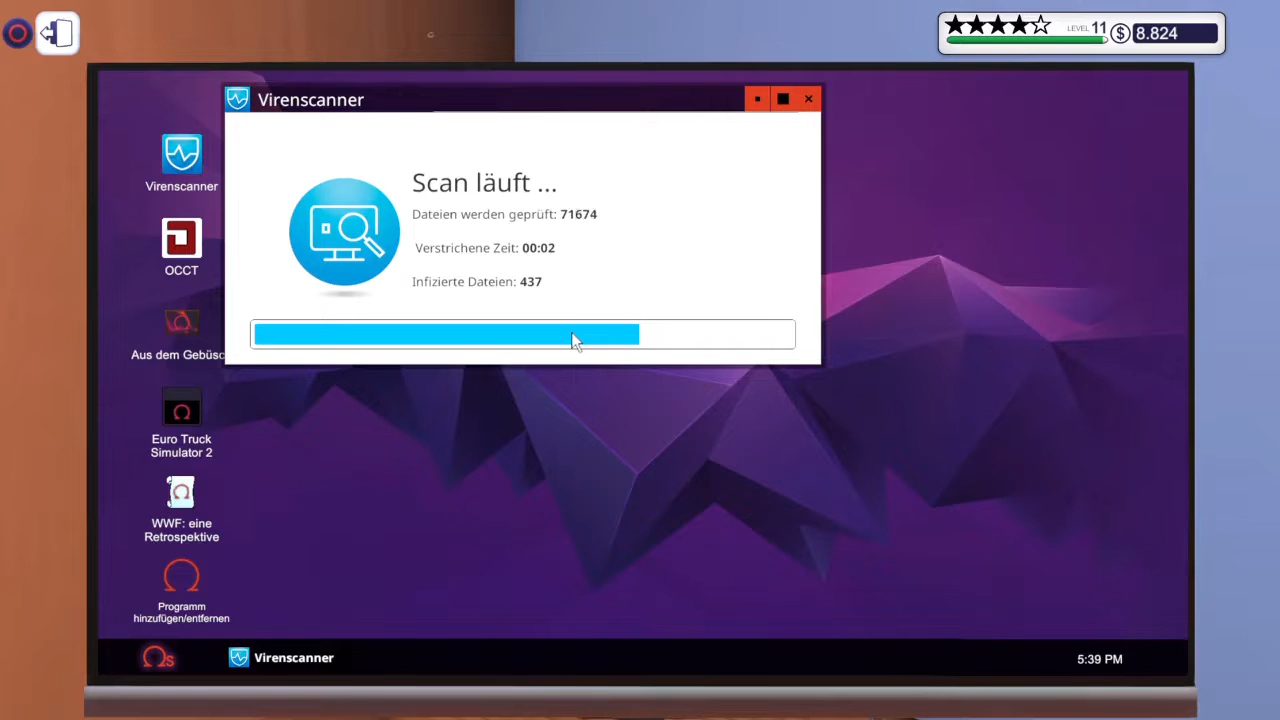 LEVEL 11
$ 8.824
Virenscanner
Scan läuft ...
Dateien werden geprüft: 71674
Verstrichene Zeit: 00:02
Infizierte Dateien: 437
Virenscanner
OCCT
Aus dem Gebüsc
Euro Truck
Simulator 2
WWF: eine
Retrospektive
Programm
hinzufügen/entfernen
Ωs
Virenscanner
5:39 PM